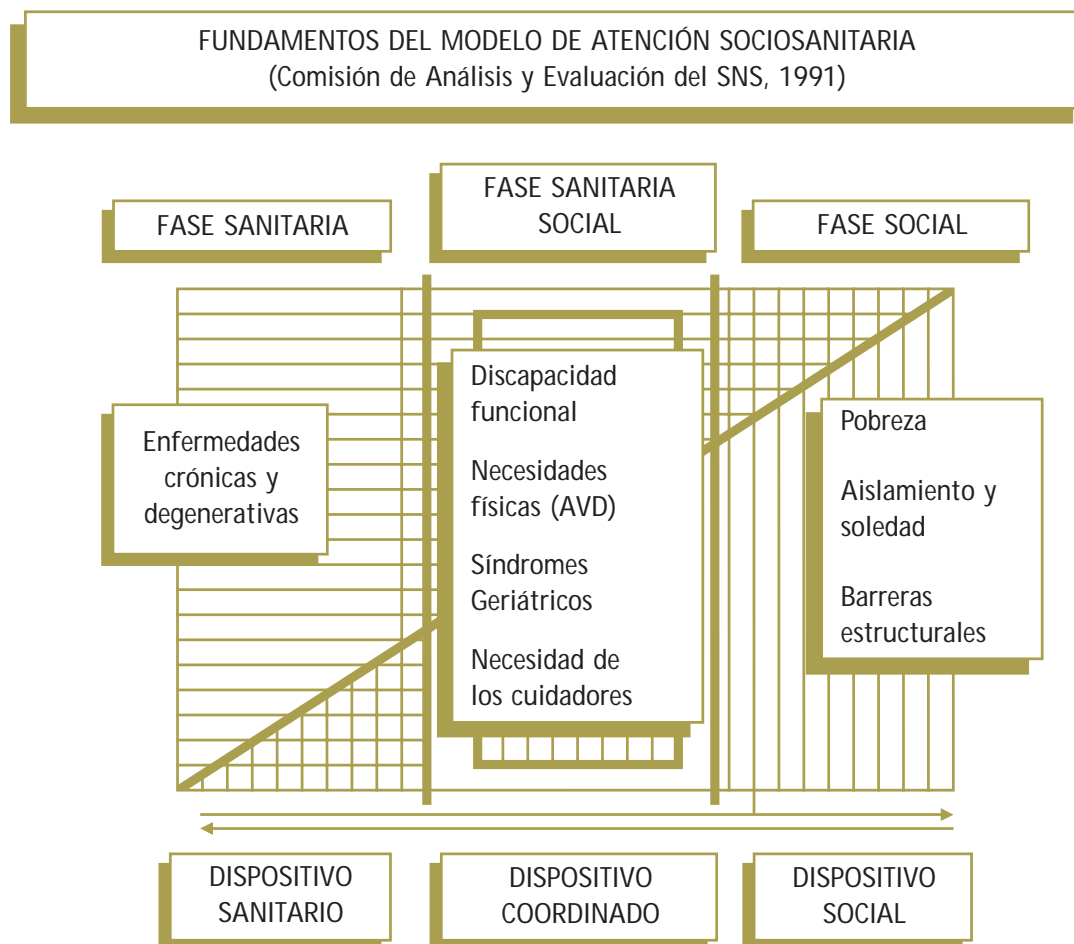 FUNDAMENTOS DEL MODELO DE ATENCIÓN SOCIOSANITARIA
(Comisión de Análisis y Evaluación del SNS, 1991)
FASE SANITARIA
FASE SANITARIA
SOCIAL
FASE SOCIAL
Enfermedades
crónicas y
degenerativas
Discapacidad
funcional
Necesidades
físicas (AVD)
Síndromes
Geriátricos
Necesidad de
los cuidadores
Pobreza
Aislamiento y
soledad
Barreras
estructurales
DISPOSITIVO
SANITARIO
DISPOSITIVO
COORDINADO
DISPOSITIVO
SOCIAL